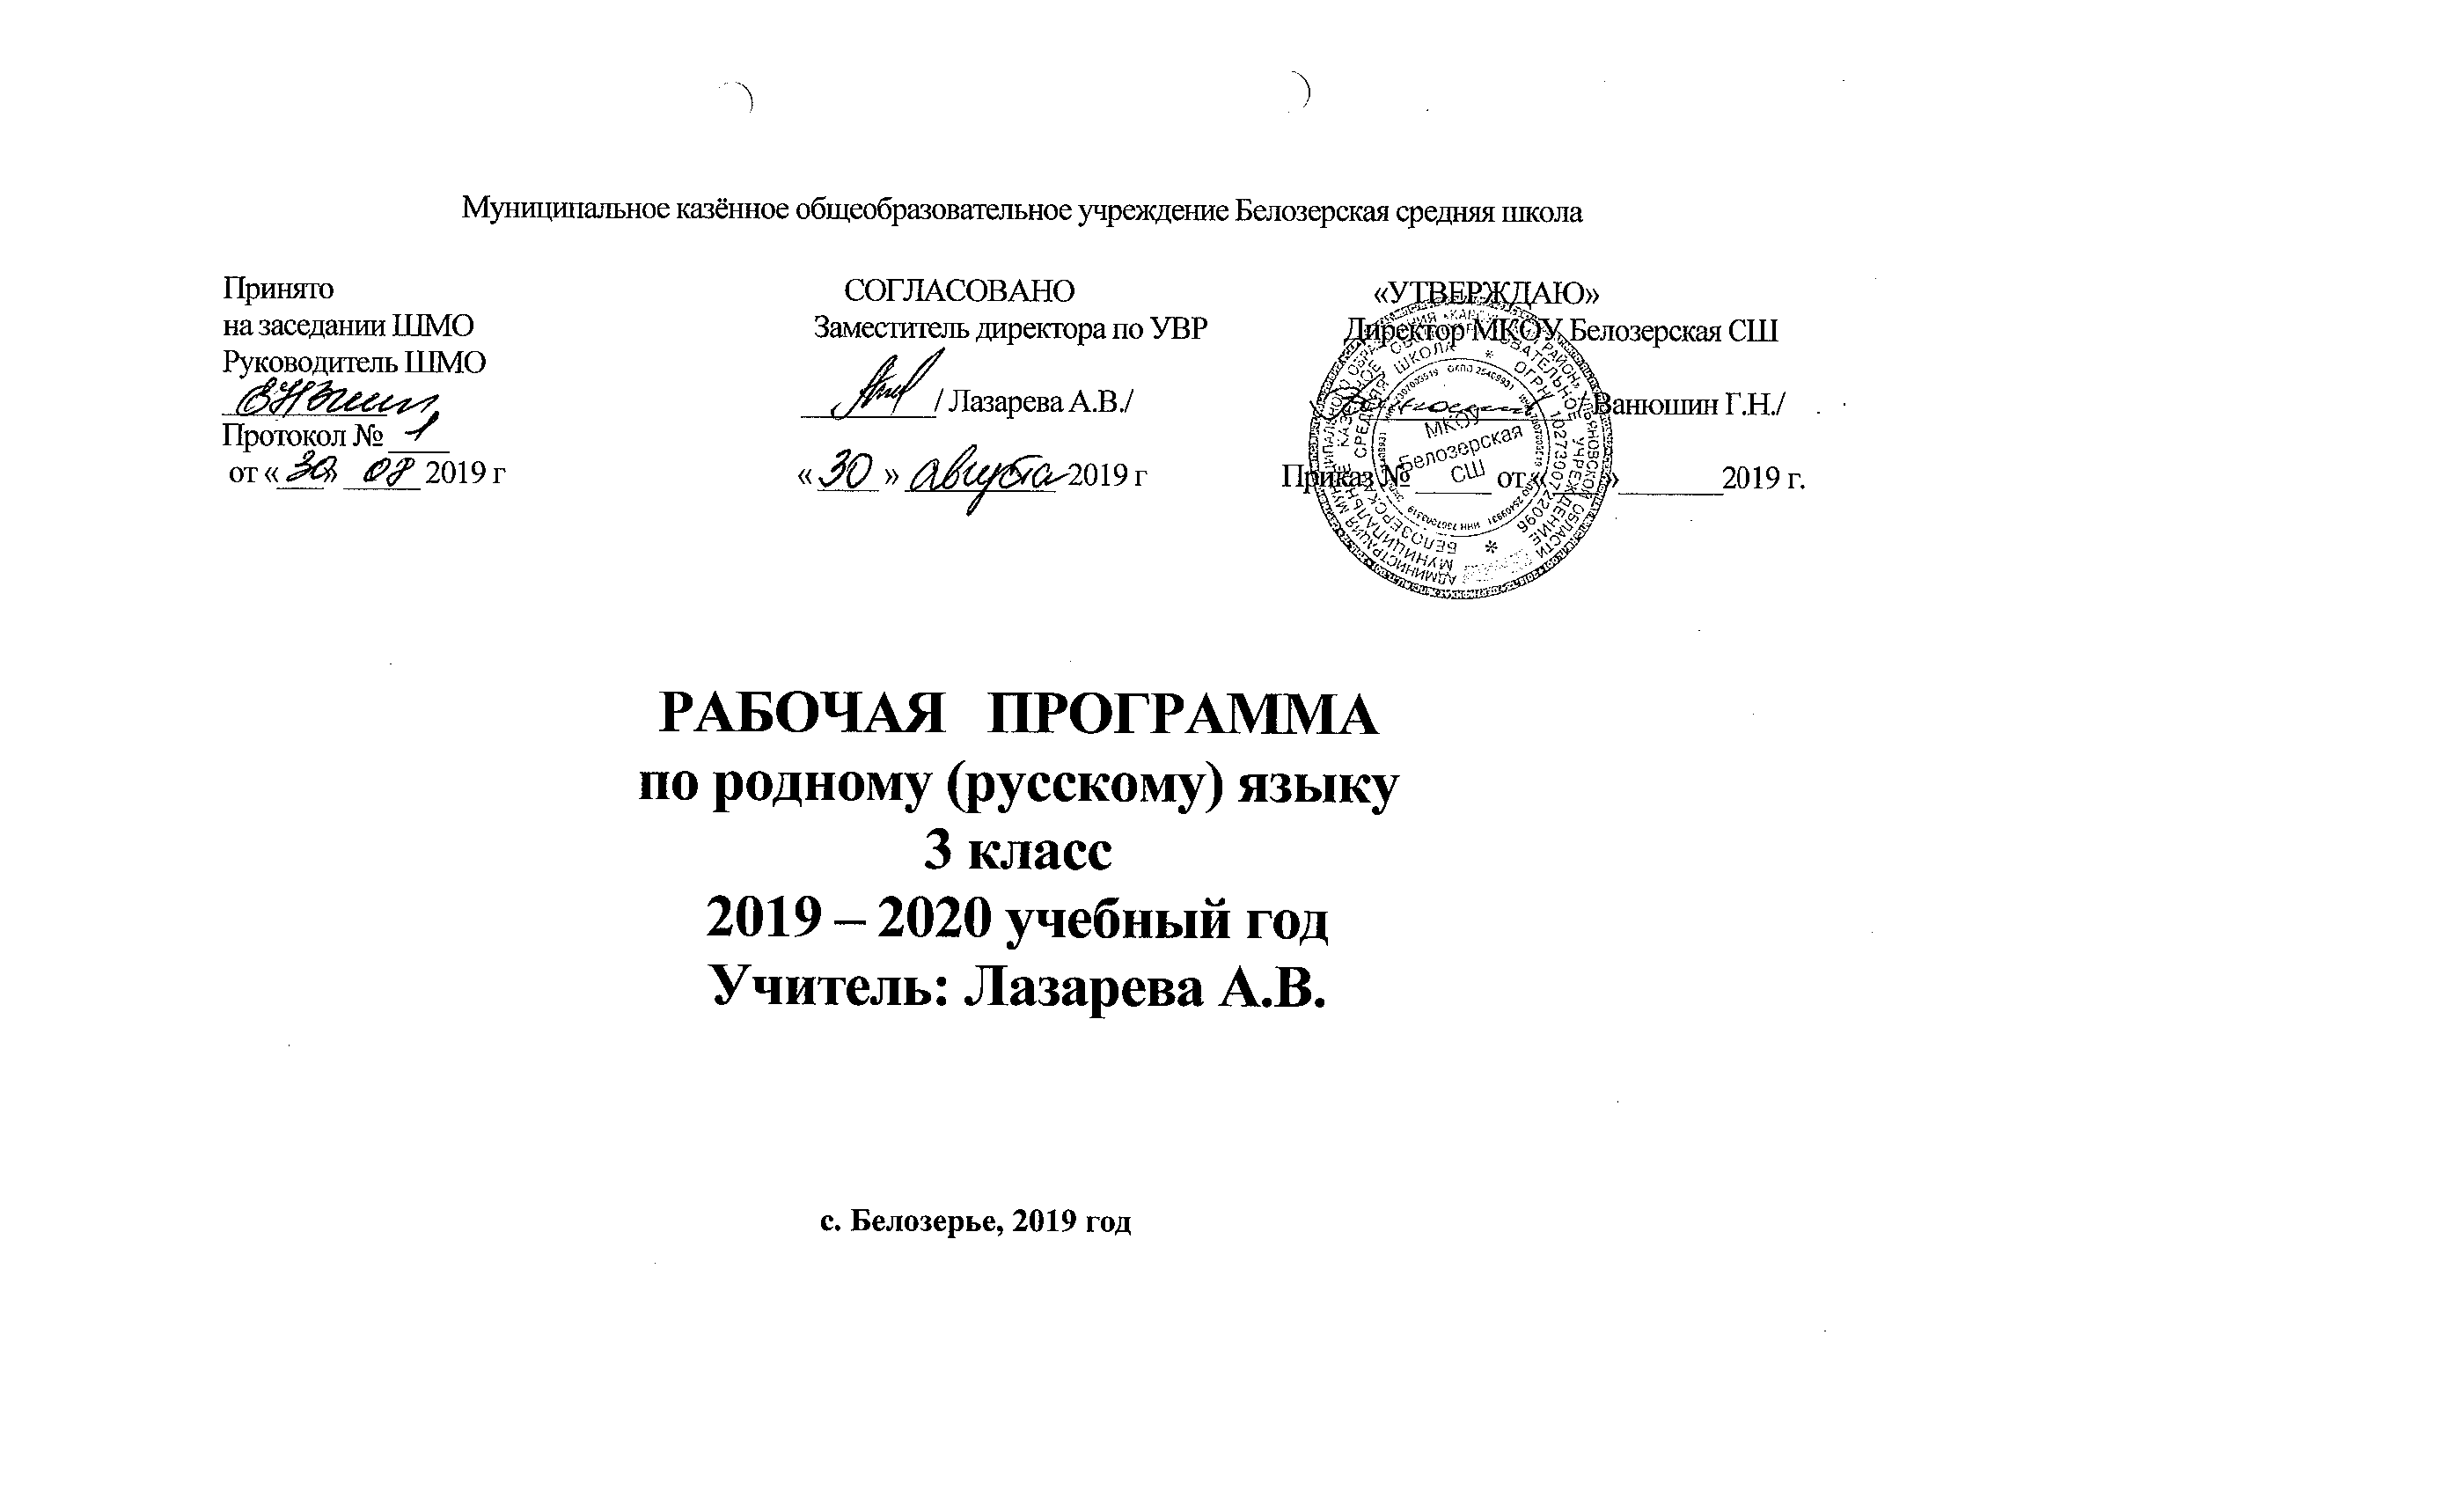 Муниципальное казённое общеобразовательное учреждение Белозерская средняя школа
Принято
на заседании ШМО
Руководитель ШМО
Протокол № 1
от «30» 08 2019 г
СОГЛАСОВАНО
Заместитель директора по УВР
/ Лазарева А.В./
«30» августа 2019 г
«УТВЕРЖДАЮ»
Директор МКОУ Белозерская СШ
/ Ванюшин Г.Н./
Приказ № ______ от «____»________2019 г.
МКОУ
Белозерская
СШ
РАБОЧАЯ ПРОГРАММА
по родному (русскому) языку
3 класс
2019 – 2020 учебный год
Учитель: Лазарева А.В.
с. Белозерье, 2019 год